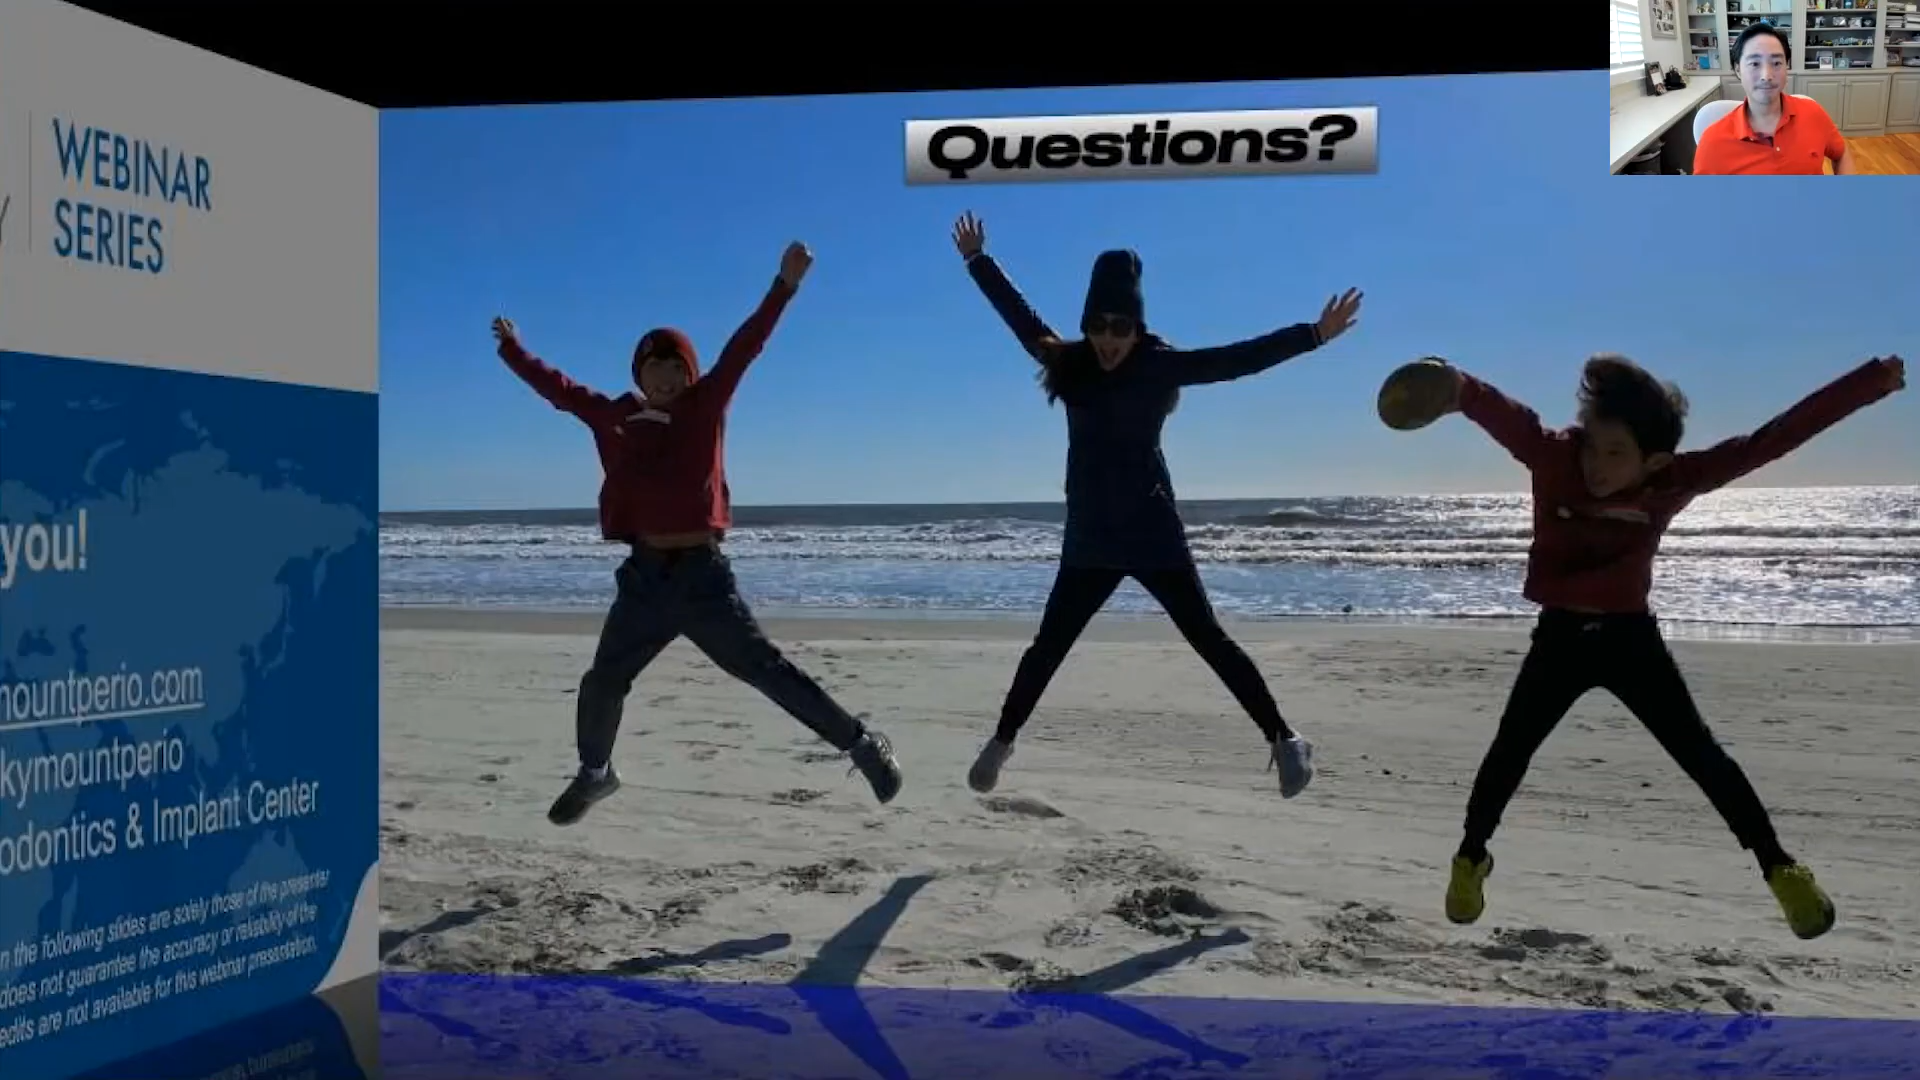 WEBINAR
SERIES
Questions?
you!
mountperio.com
kymountperio
odontics & Implant Center
n the following slides are solely those of the presenter
does not guarantee the accuracy or reliability of the
edits are not available for this webinar presentation.